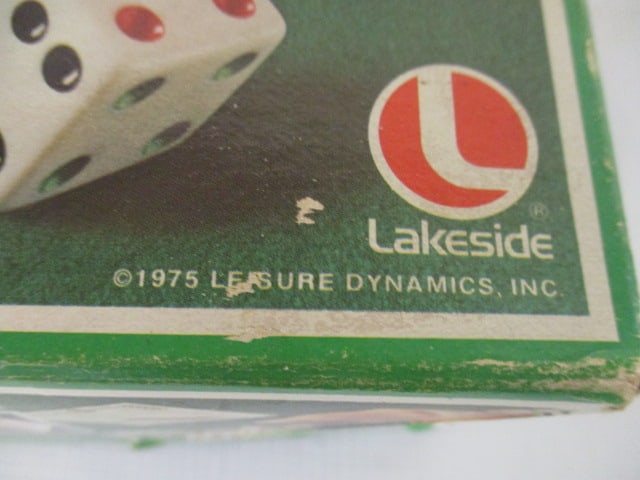 ®
Lakeside
©1975 LEISURE DYNAMICS, INC.